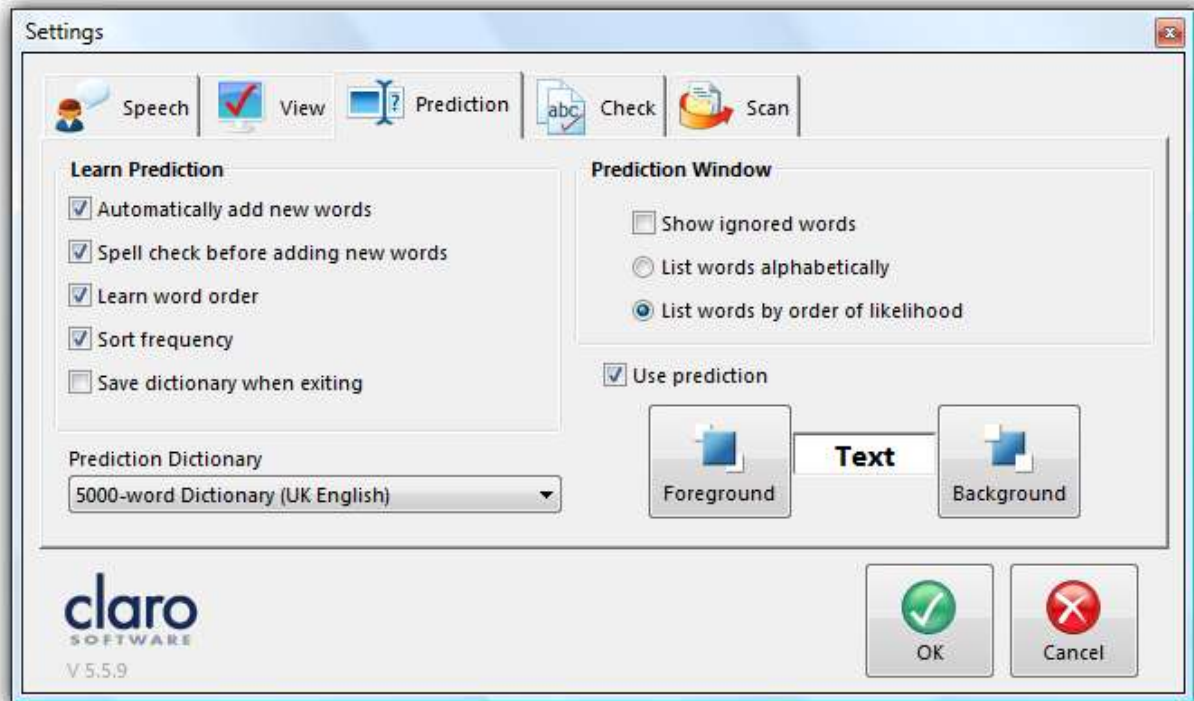 Settings
Speech
View
?
Prediction
abc
Check
Scan
Learn Prediction
Automatically add new words
Spell check before adding new words
Learn word order
Sort frequency
Save dictionary when exiting
Prediction Dictionary
5000-word Dictionary (UK English)
Prediction Window
Show ignored words
List words alphabetically
List words by order of likelihood
Use prediction
Foreground
Text
Background
claro
SOFTWARE
V 5.5.9
OK
Cancel